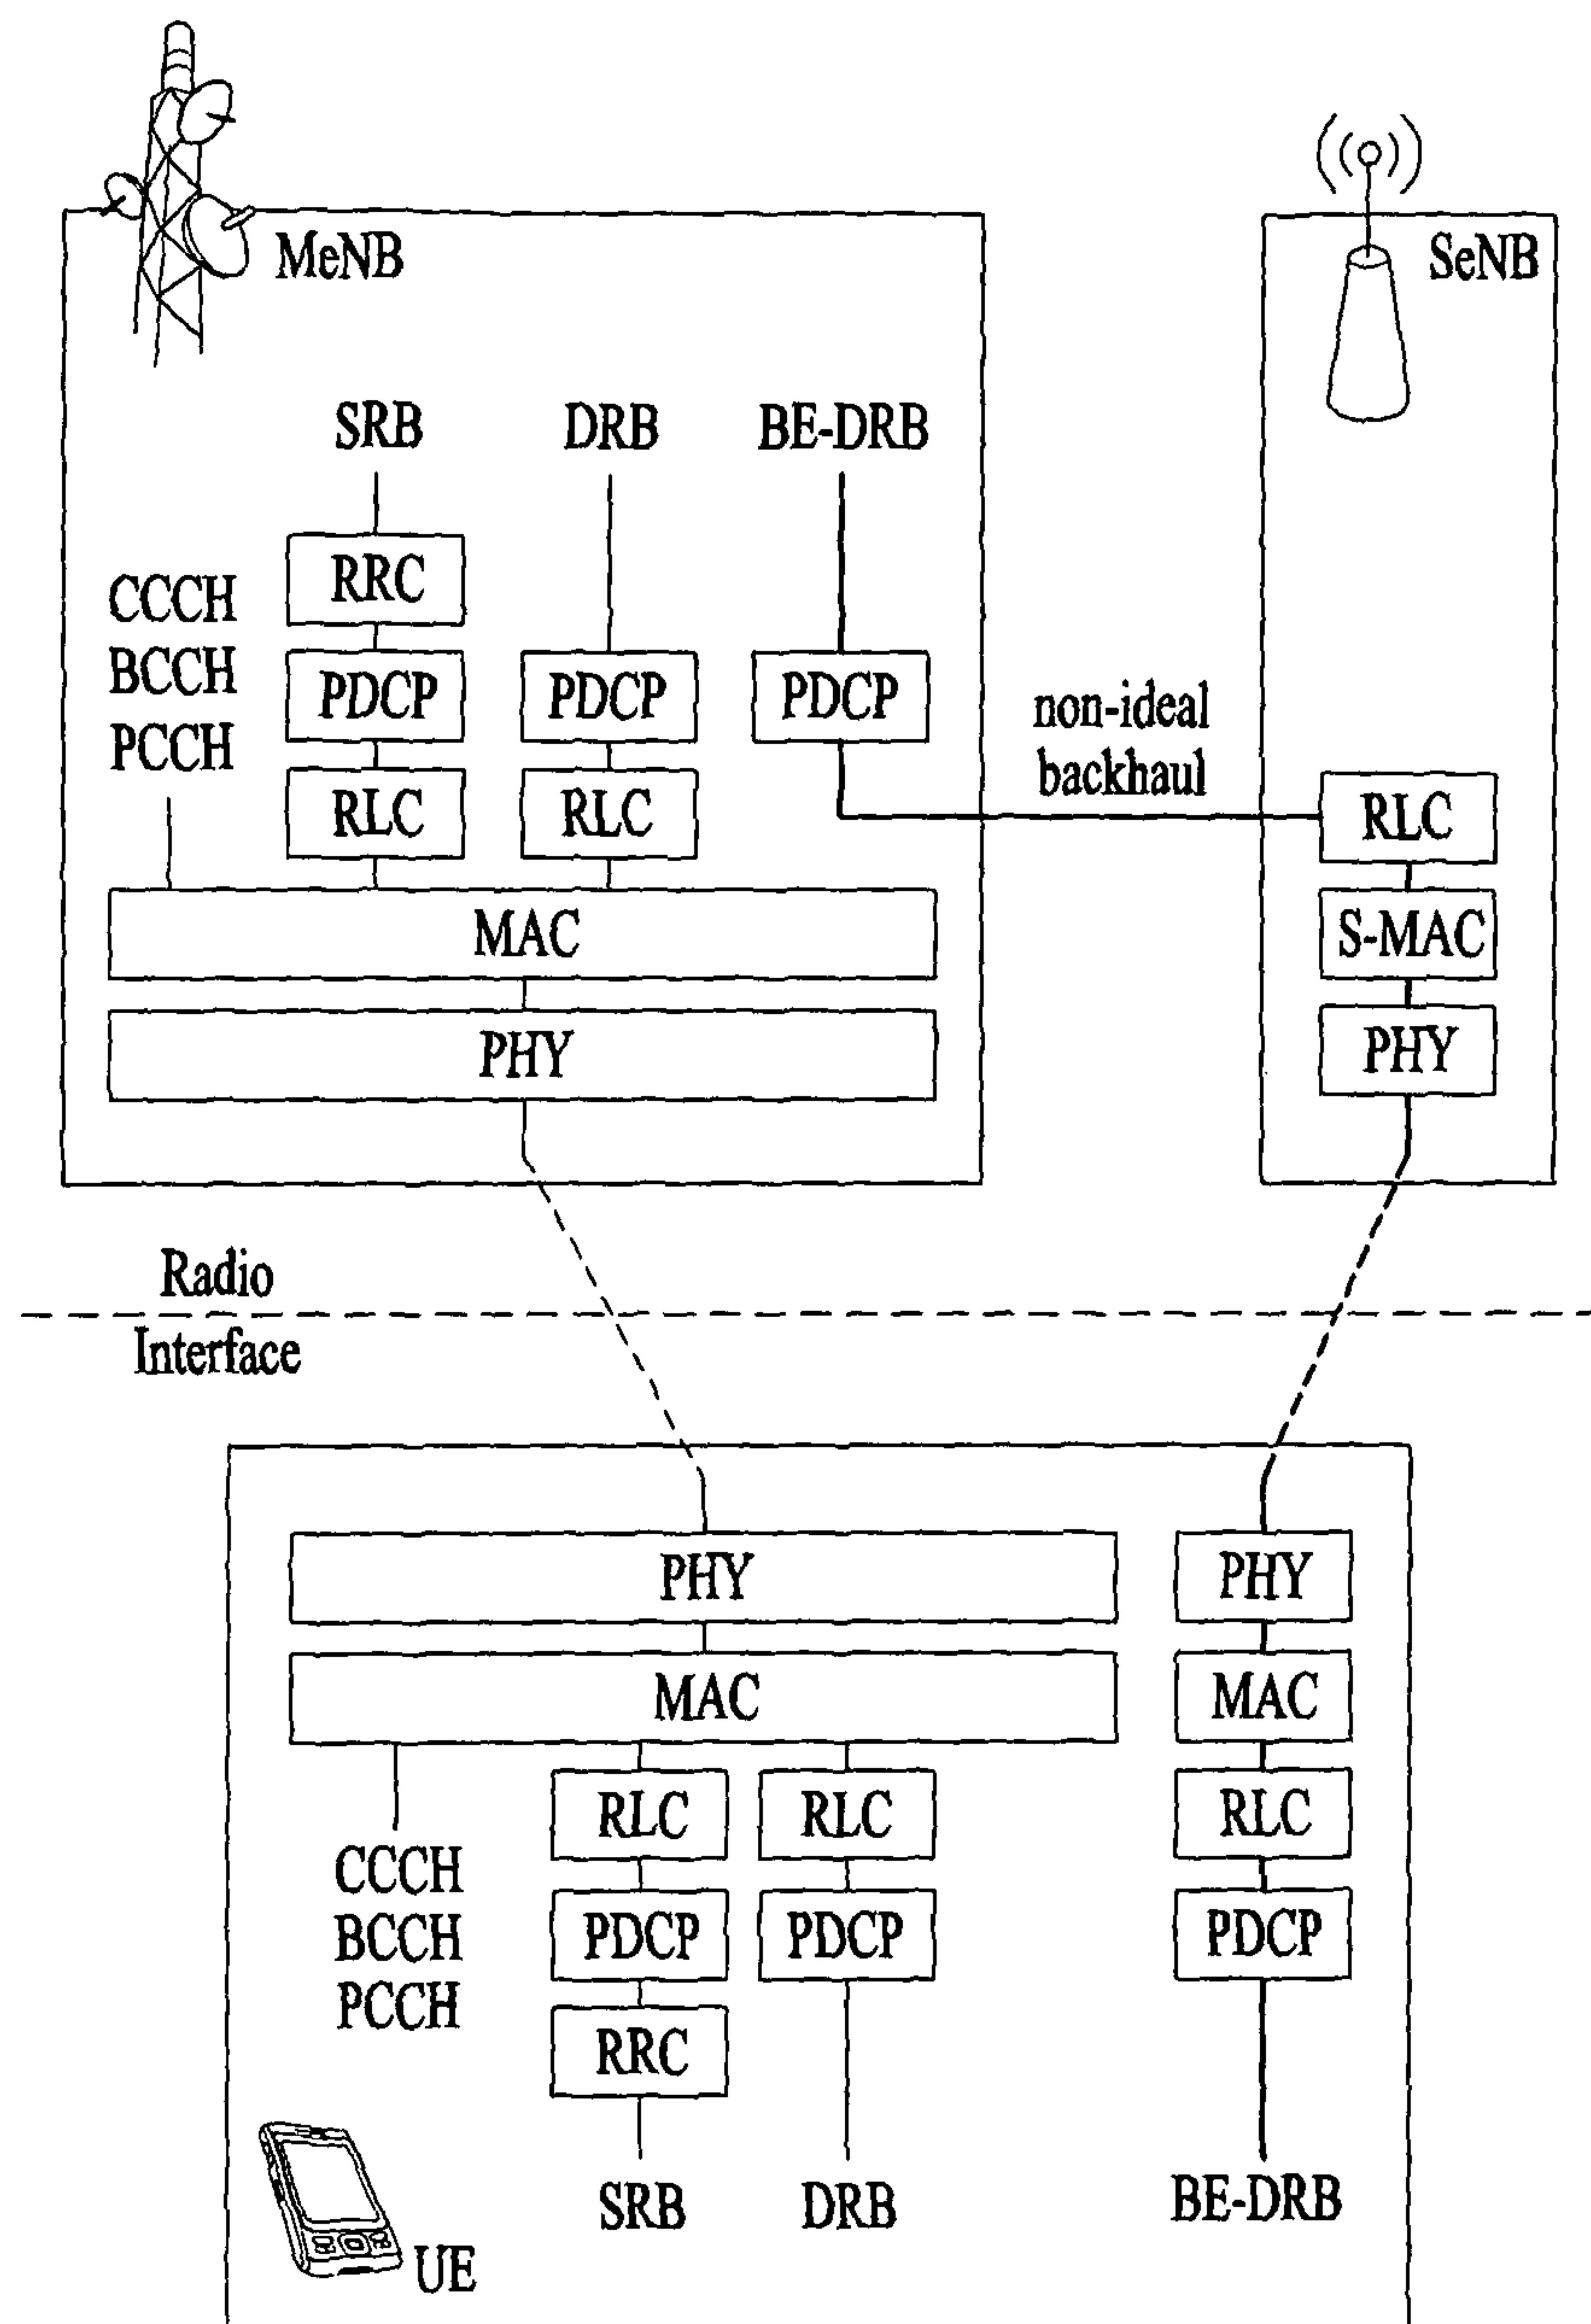 MeNB
SeNB
SRB
DRB
BE-DRB
RRC
CCCH
BCCH
PCCH
PDCP
PDCP
PDCP
non-ideal
backhaul
RLC
RLC
RLC
MAC
S-MAC
PHY
PHY
Radio
Interface
PHY
PHY
MAC
MAC
RLC
RLC
RLC
CCCH
BCCH
PCCH
PDCP
PDCP
PDCP
RRC
SRB
DRB
BE-DRB
UE